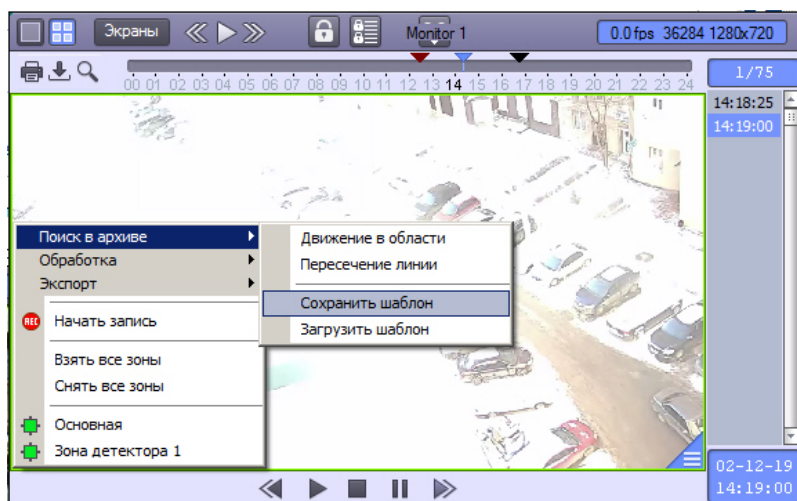 Экраны
Monitor 1
0.0 fps 36284 1280x720
00 01 02 03 04 05 06 07 08 09 10 11 12 13 14 15 16 17 18 19 20 21 22 23 24
1/75
14:18:25
14:19:00
Поиск в архиве
Обработка
Экспорт
REC Начать запись
Взять все зоны
Снять все зоны
Основная
Зона детектора 1
Движение в области
Пересечение линии
Сохранить шаблон
Загрузить шаблон
02-12-19
14:19:00